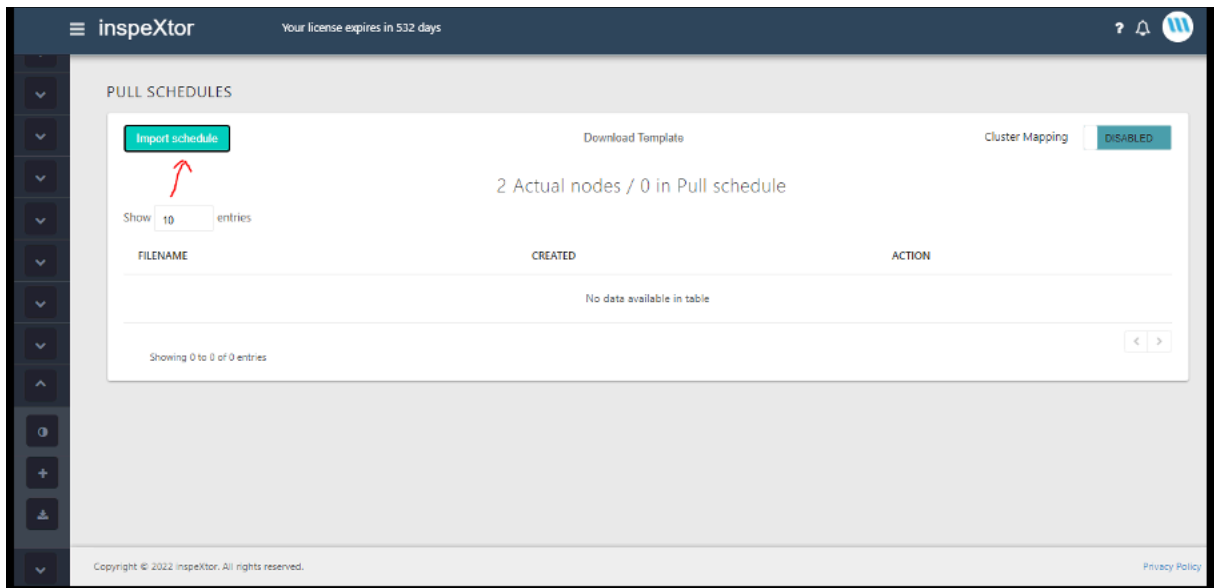 inspeXtor Your license expires in 532 days ?
PULL SCHEDULES
Import schedule Download Template Cluster Mapping DISABLED
2 Actual nodes / 0 in Pull schedule
Show 10 entries
FILENAME CREATED ACTION
No data available in table
Showing 0 to 0 of 0 entries
Copyright © 2022 inspeXtor. All rights reserved. Privacy Policy